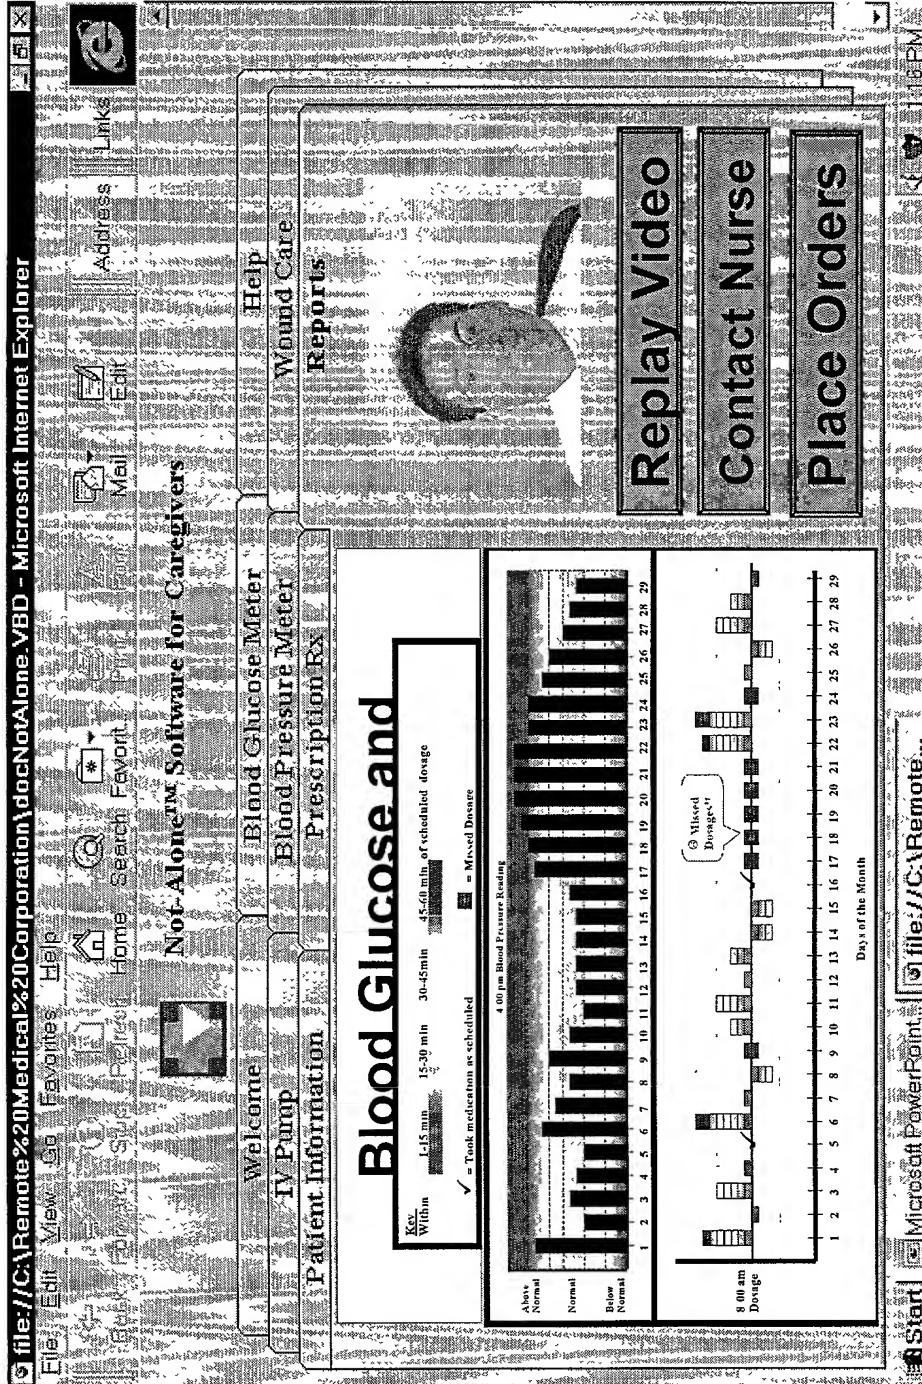 file:///C:\Remote%20Medical%20Corporation\docNotAlone.VBD - Microsoft Internet Explorer
File Edit View Go Favorites Help
Home Search Favorit Mail Edit
Address Links
Not-Alone™ Software for Caregivers
Welcome Blood Glucose Meter Help
IV Pump Blood Pressure Meter Wound Care
Patient Information Prescription Rx Reports
Blood Glucose and
Key
Within 1-15 min 15-30 min 30-45min 45-60 min of scheduled dosage
✓ = Took medication as scheduled = Missed Dosage
4 00 pm Blood Pressure Reading
Above
Normal
Normal
Below
Normal
1 2 3 4 5 6 7 8 9 10 11 12 13 14 15 16 17 18 19 20 21 22 23 24 25 26 27 28 29
Missed
Dosages"
8 00 am
Dosage
1 2 3 4 5 6 7 8 9 10 11 12 13 14 15 16 17 18 19 20 21 22 23 24 25 26 27 28 29
Days of the Month
Replay Video
Contact Nurse
Place Orders
Start Microsoft PowerPoint... file:///C:\Remote...